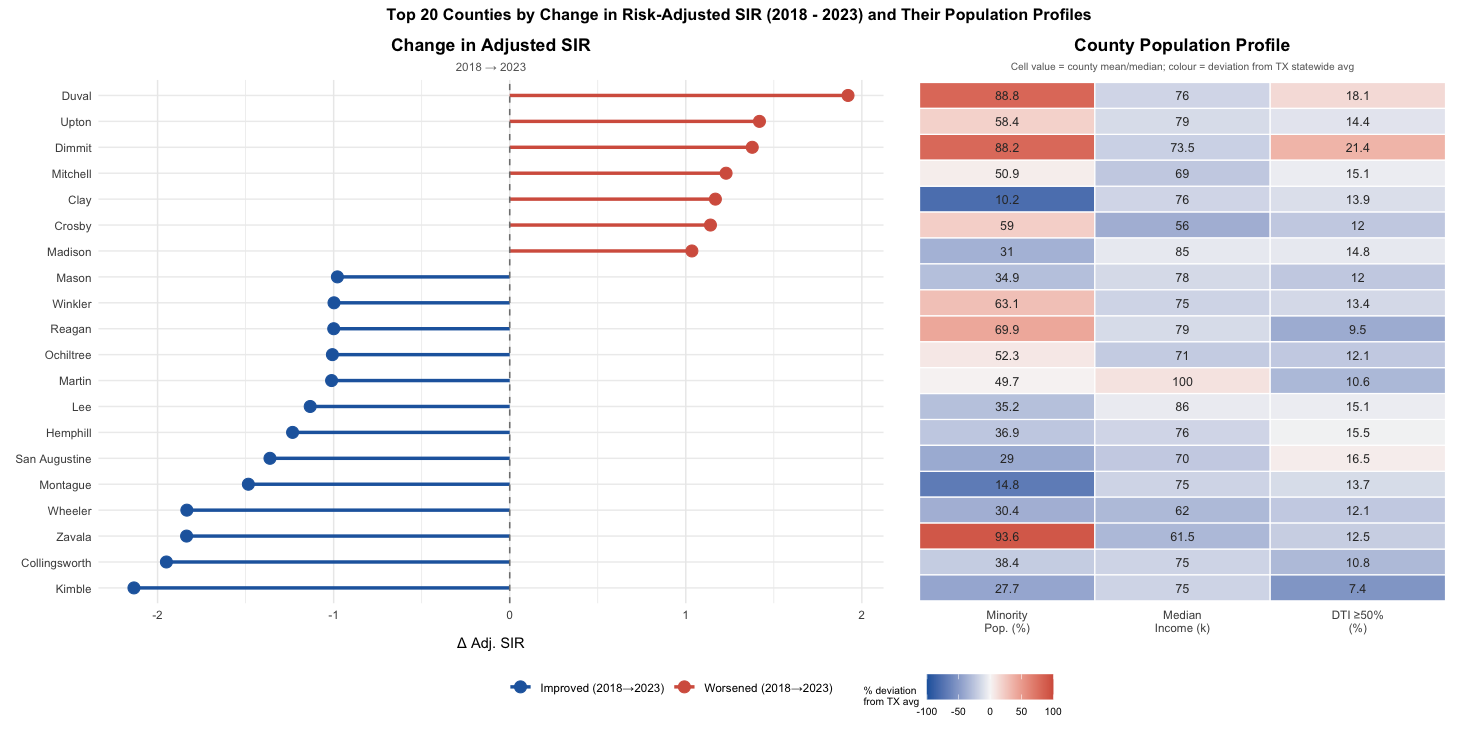 Top 20 Counties by Change in Risk-Adjusted SIR (2018 - 2023) and Their Population Profiles
Change in Adjusted SIR
2018 → 2023
County Population Profile
Cell value = county mean/median; colour = deviation from TX statewide avg
Duval 88.8 76 18.1
Upton 58.4 79 14.4
Dimmit 88.2 73.5 21.4
Mitchell 50.9 69 15.1
Clay 10.2 76 13.9
Crosby 59 56 12
Madison 31 85 14.8
Mason 34.9 78 12
Winkler 63.1 75 13.4
Reagan 69.9 79 9.5
Ochiltree 52.3 71 12.1
Martin 49.7 100 10.6
Lee 35.2 86 15.1
Hemphill 36.9 76 15.5
San Augustine 29 70 16.5
Montague 14.8 75 13.7
Wheeler 30.4 62 12.1
Zavala 93.6 61.5 12.5
Collingsworth 38.4 75 10.8
Kimble 27.7 75 7.4
-2 -1 0 1 2
Δ Adj. SIR
Minority
Pop. (%)
Median
Income (k)
DTI ≥50%
(%)
Improved (2018→2023) Worsened (2018→2023)
% deviation
from TX avg
-100 -50 0 50 100